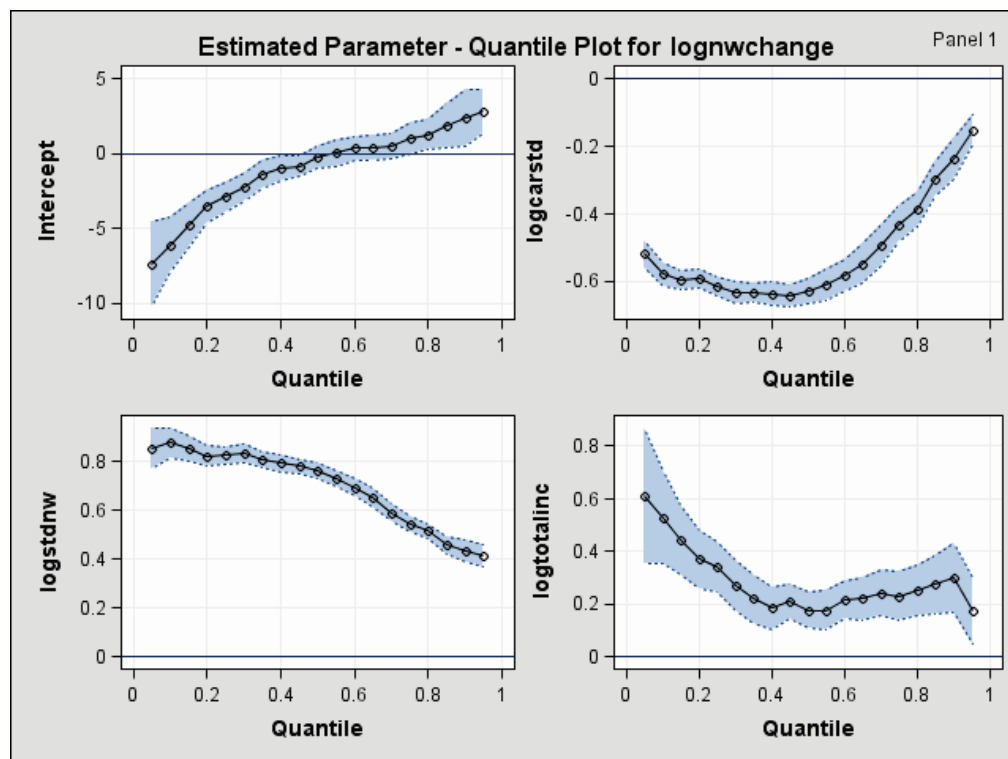 Estimated Parameter - Quantile Plot for lognwchange
Panel 1
Intercept
5
0
-5
-10
0 0.2 0.4 0.6 0.8 1
Quantile
logcarstd
0
-0.2
-0.4
-0.6
0 0.2 0.4 0.6 0.8 1
Quantile
logstdnw
0.8
0.6
0.4
0.2
0
0 0.2 0.4 0.6 0.8 1
Quantile
logtotalinc
0.8
0.6
0.4
0.2
0
0 0.2 0.4 0.6 0.8 1
Quantile